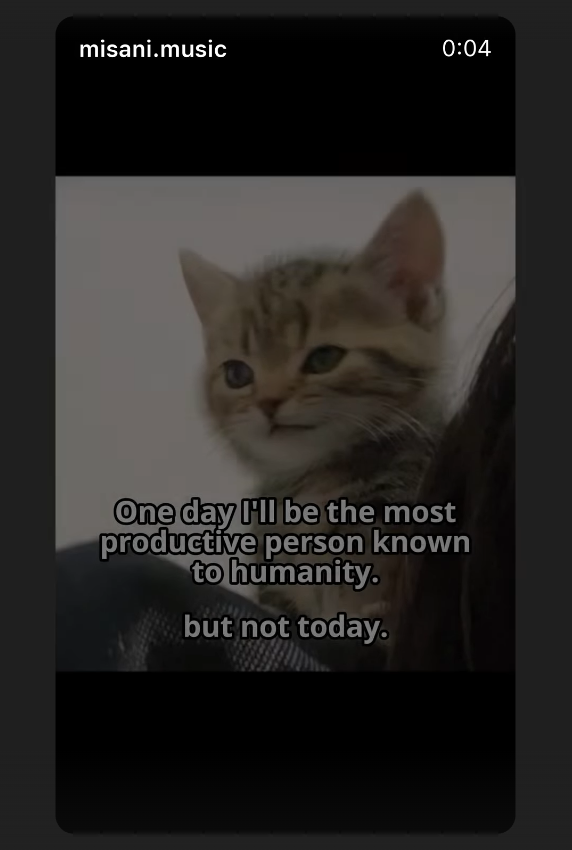 misani.music
0:04
One day I'll be the most
productive person known
to humanity.
but not today.